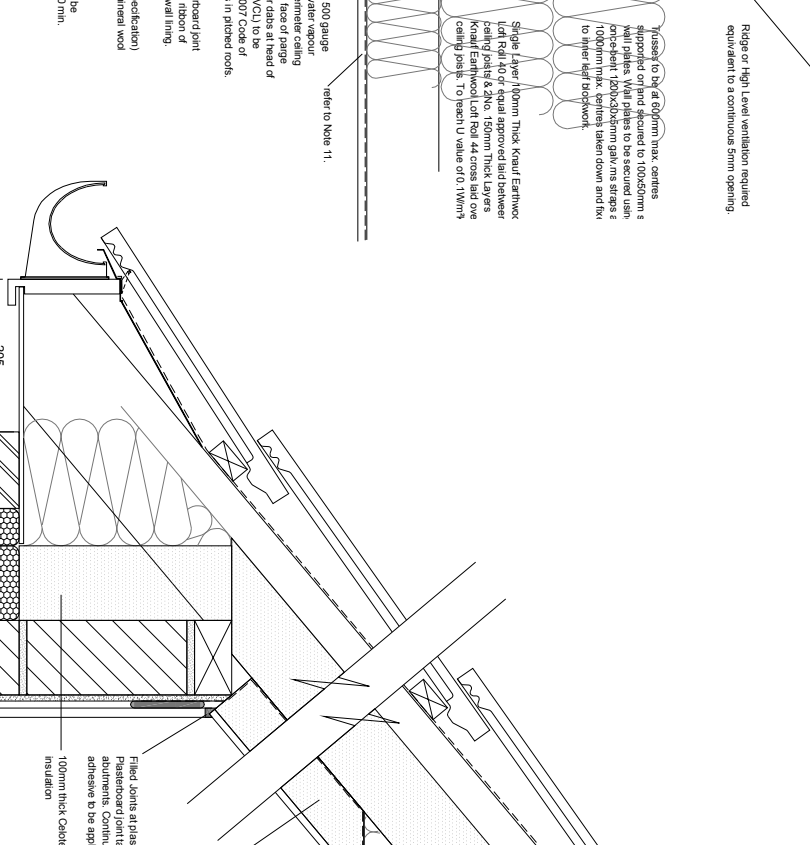 Ridge or High Level ventilation required
equivalent to a continuous 5mm opening.
Trusses to be at 600mm max. centres
supported on and secured to 100x50mm s
wall plates. Wall plates to be secured usin
once-bent 1200x30x5mm galv.ms straps a
1000mm max. centres taken down and fix
to inner leaf blockwork.
Single Layer 100mm Thick Knauf Earthwoo
Loft Roll 40 or equal approved laid between
ceiling joists & 2No. 150mm Thick Layers
Knauf Earthwool Loft Roll 44 cross laid ove
ceiling joists. To reach U value of 0.1W/m²
refer to Note 11.
500 gauge
water vapour
rimeter ceiling
face of parge
r dabs at head of
VCL) to be
007 Code of
s in pitched roofs.
rboard joint
ribbon of
wall lining.
ecification)
ineral wool
be
0 min.
295
Filled Joints at plas
Plasterboard joint ta
abutments. Continu
adhesive to be appl
100mm thick Celote
insulation